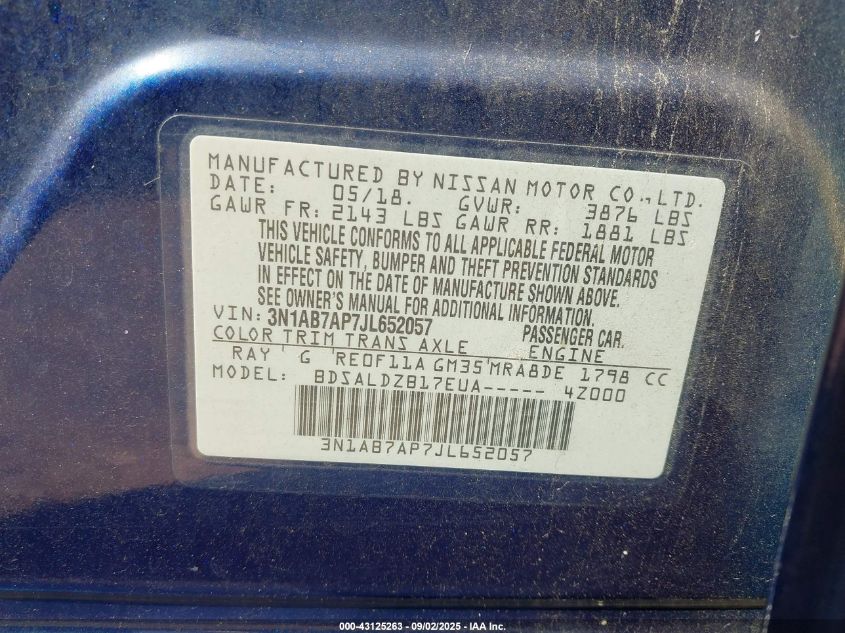 MANUFACTURED BY NISSAN MOTOR CO., LTD.
DATE: 05/18. GVWR: 3876 LBS
GAWR FR: 2143 LBS GAWR RR: 1881 LBS
THIS VEHICLE CONFORMS TO ALL APPLICABLE FEDERAL MOTOR
VEHICLE SAFETY, BUMPER AND THEFT PREVENTION STANDARDS
IN EFFECT ON THE DATE OF MANUFACTURE SHOWN ABOVE.
SEE OWNER'S MANUAL FOR ADDITIONAL INFORMATION.
VIN: 3N1AB7AP7JL652057 PASSENGER CAR.
COLOR TRIM TRANS AXLE ENGINE
RAY ' G ' RE0F11A GM35 ' MRA8DE 1798 CC
MODEL: BDSALDZB17EUA----- 4Z000
3N1AB7AP7JL652057
000-43125263 - 09/02/2025 - IAA Inc.